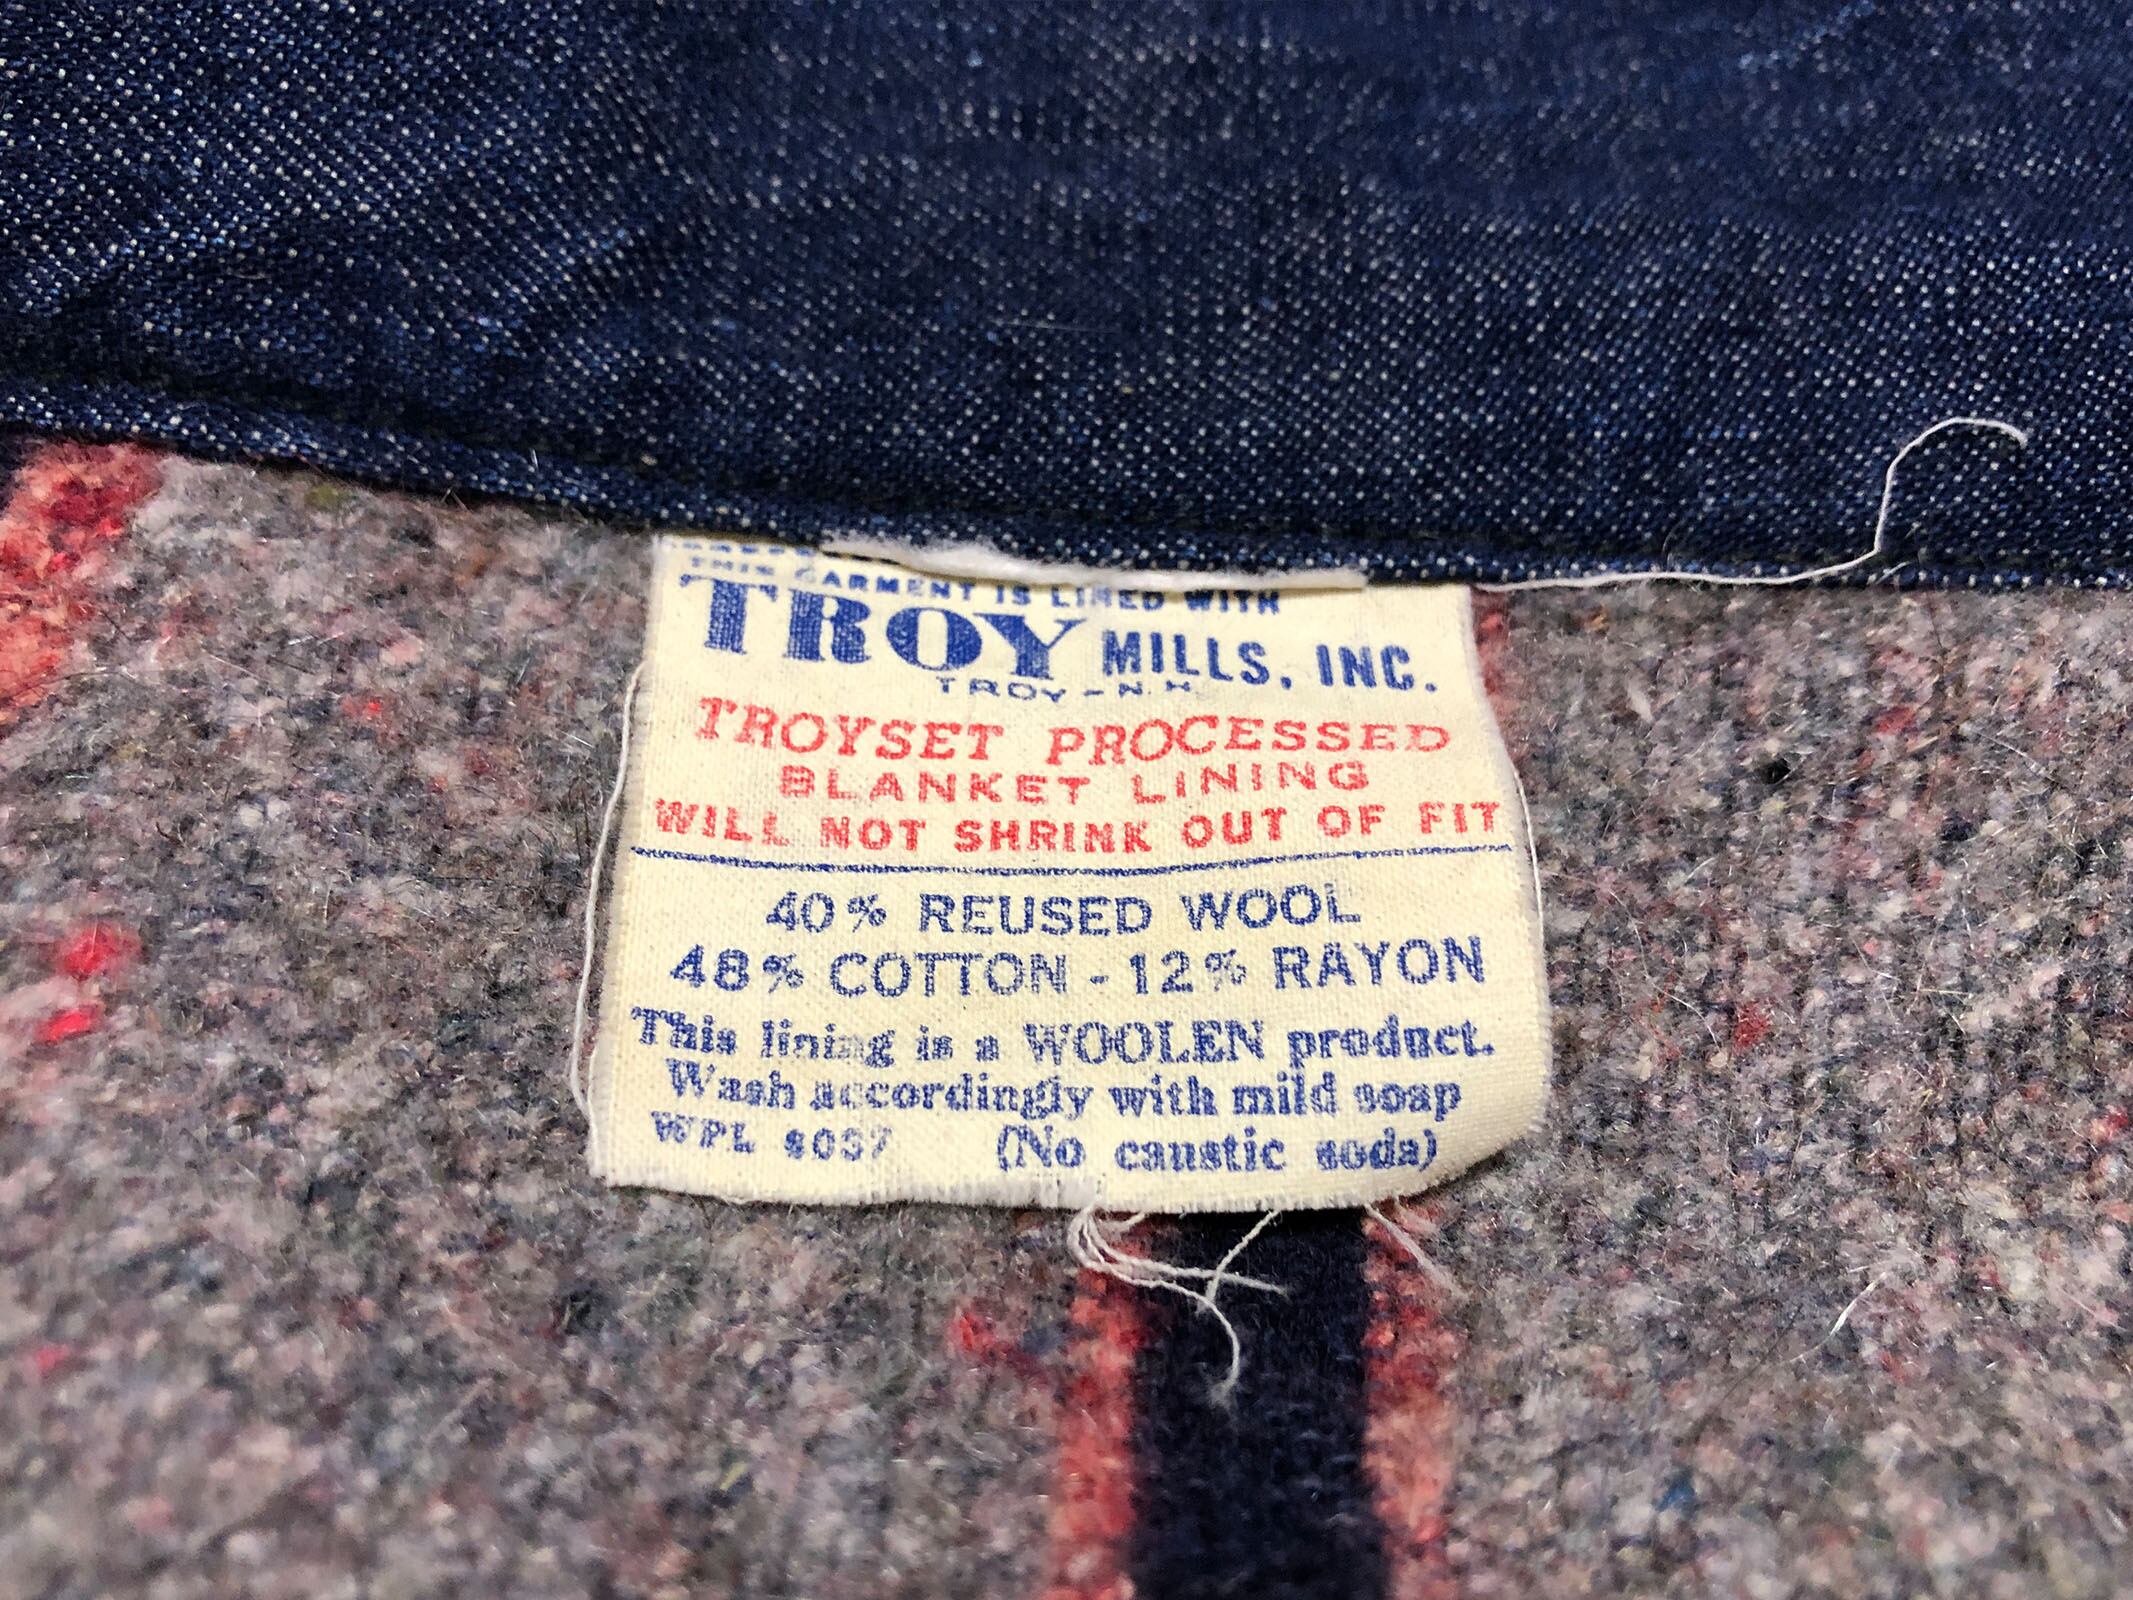 THIS GARMENT IS LINED WITH
TROY MILLS, INC.
TROY-N.H.
TROYSET PROCESSED
BLANKET LINING
WILL NOT SHRINK OUT OF FIT
40% REUSED WOOL
48% COTTON - 12% RAYON
This lining is a WOOLEN product.
Wash accordingly with mild soap
WPL (No caustic soda)